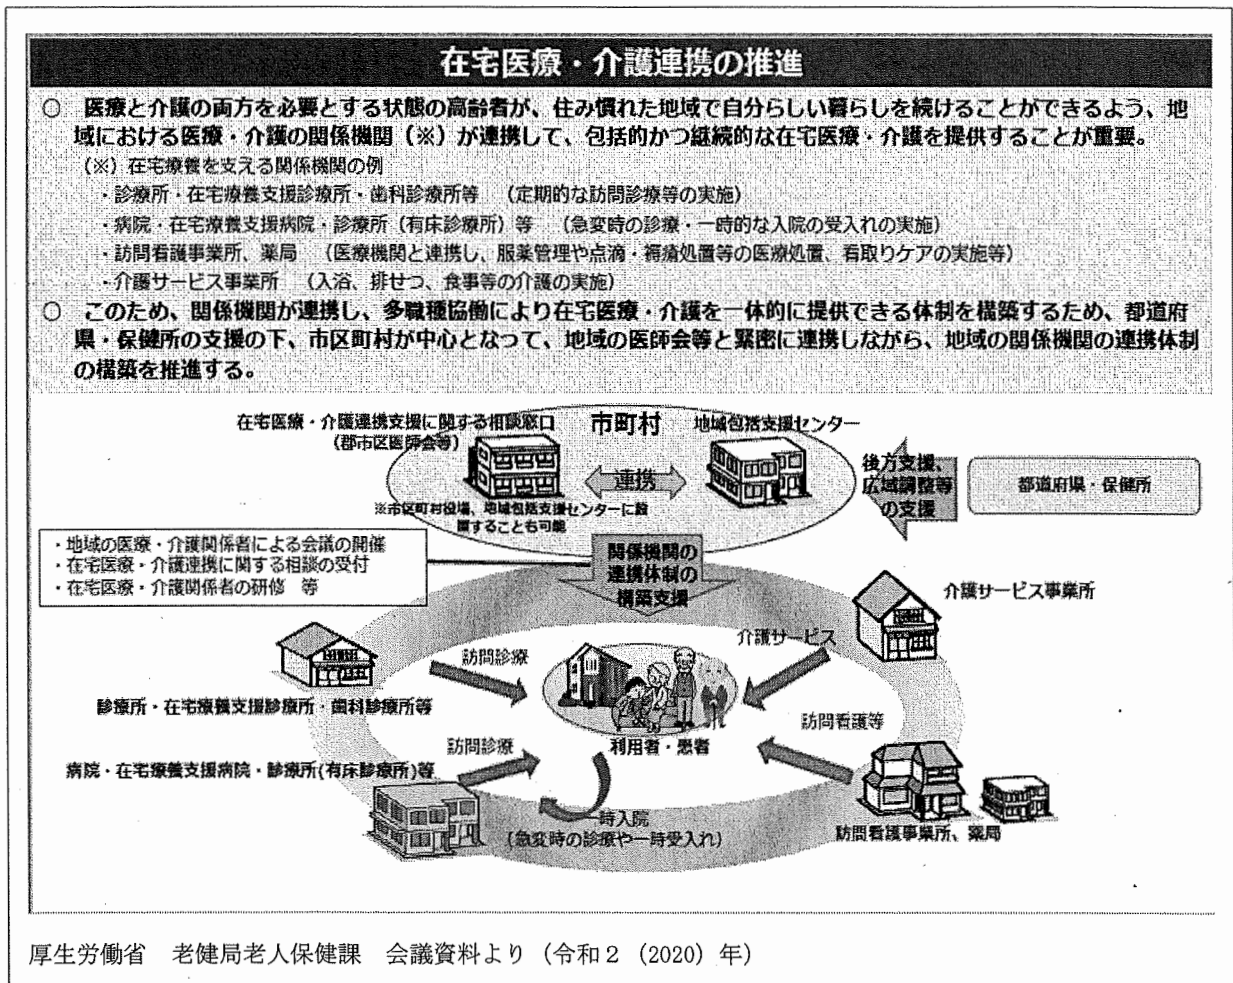 在宅医療・介護連携の推進
○ 医療と介護の両方を必要とする状態の高齢者が、住み慣れた地域で自分らしい暮らしを続けることができるよう、地
域における医療・介護の関係機関（※）が連携して、包括的かつ継続的な在宅医療・介護を提供することが重要。
（※）在宅療養を支える関係機関の例
・診療所・在宅療養支援診療所・歯科診療所等 （定期的な訪問診療等の実施）
・病院・在宅療養支援病院・診療所（有床診療所）等 （急変時の診療・一時的な入院の受入れの実施）
・訪問看護事業所、薬局 （医療機関と連携し、服薬管理や点滴・褥瘡処置等の医療処置、看取りケアの実施等）
・介護サービス事業所 （入浴、排せつ、食事等の介護の実施）
○ このため、関係機関が連携し、多職種協働により在宅医療・介護を一体的に提供できる体制を構築するため、都道府
県・保健所の支援の下、市区町村が中心となって、地域の医師会等と緊密に連携しながら、地域の関係機関の連携体制
の構築を推進する。
在宅医療・介護連携支援に関する相談窓口
（郡市区医師会等）
市町村
地域包括支援センター
連携
※市区町村役場、地域包括支援センターに設
置することも可能
後方支援、
広域調整等
の支援
都道府県・保健所
・地域の医療・介護関係者による会議の開催
・在宅医療・介護連携に関する相談の受付
・在宅医療・介護関係者の研修 等
関係機関の
連携体制の
構築支援
介護サービス事業所
介護サービス
訪問診療
診療所・在宅療養支援診療所・歯科診療所等
利用者・患者
訪問看護等
訪問診療
病院・在宅療養支援病院・診療所(有床診療所)等
一時入院
（急変時の診療や一時受入れ）
訪問看護事業所、薬局
厚生労働省 老健局老人保健課 会議資料より（令和２（2020）年）